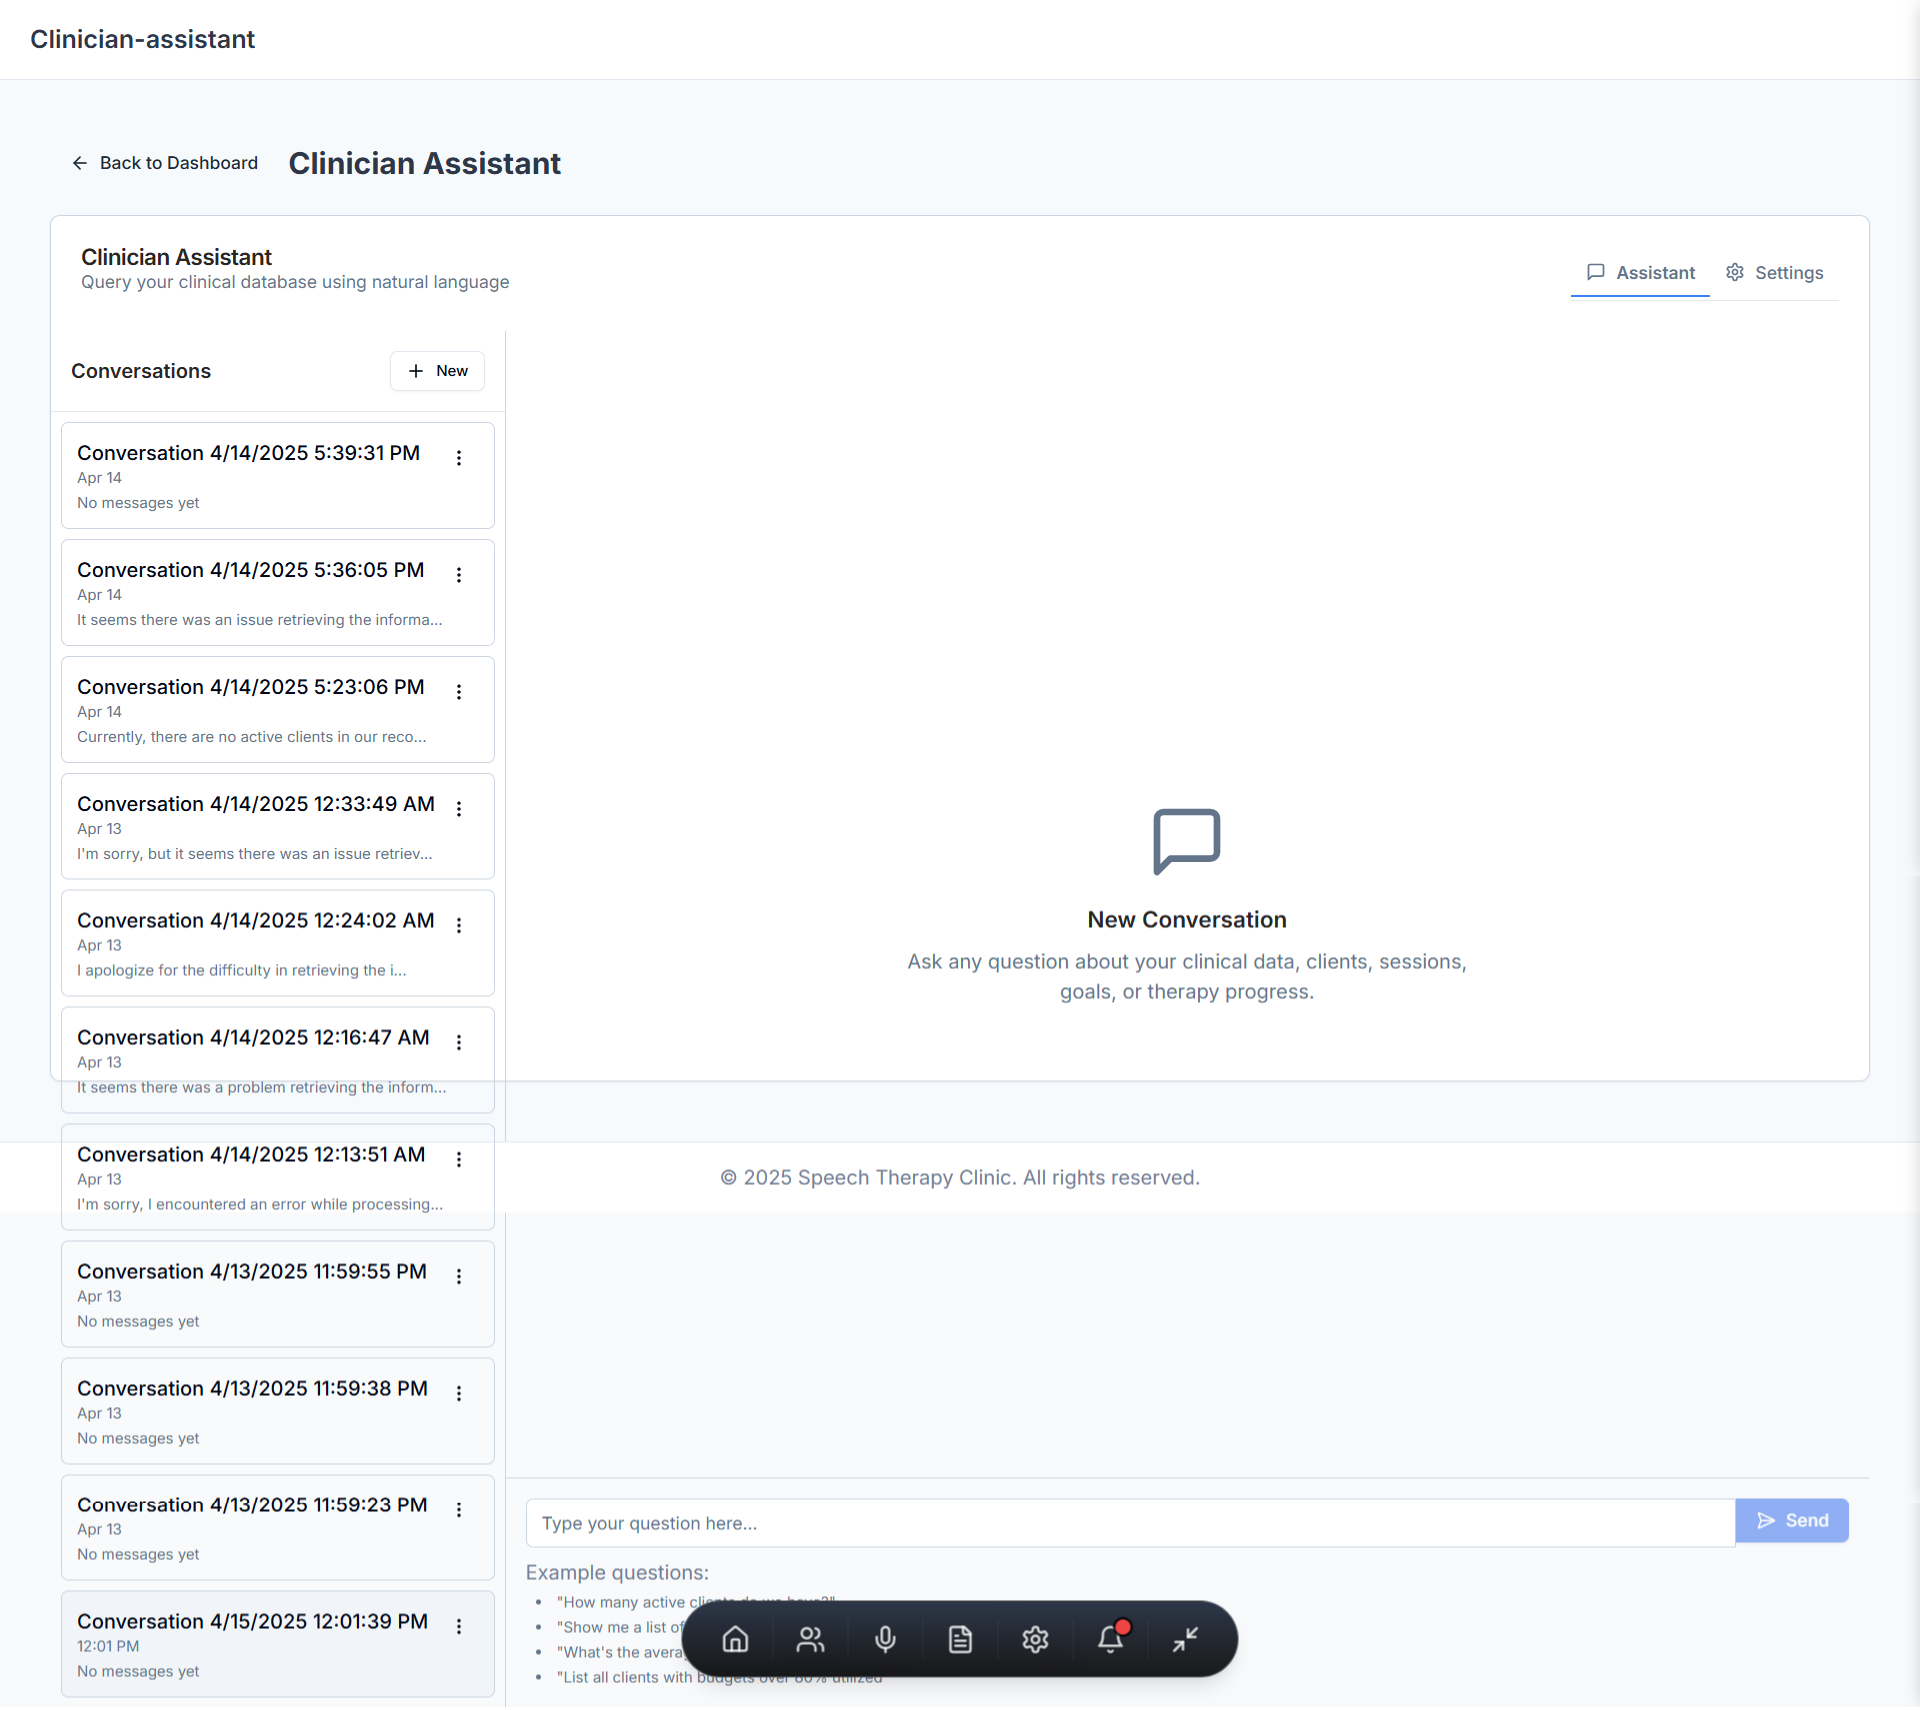 Clinician-assistant
Back to Dashboard
Clinician Assistant
Clinician Assistant
Query your clinical database using natural language
Assistant
Settings
Conversations
New
Conversation 4/14/2025 5:39:31 PM
Apr 14
No messages yet
Conversation 4/14/2025 5:36:05 PM
Apr 14
It seems there was an issue retrieving the informa...
Conversation 4/14/2025 5:23:06 PM
Apr 14
Currently, there are no active clients in our reco...
Conversation 4/14/2025 12:33:49 AM
Apr 13
I'm sorry, but it seems there was an issue retriev...
Conversation 4/14/2025 12:24:02 AM
Apr 13
I apologize for the difficulty in retrieving the i...
Conversation 4/14/2025 12:16:47 AM
Apr 13
It seems there was a problem retrieving the inform...
Conversation 4/14/2025 12:13:51 AM
Apr 13
I'm sorry, I encountered an error while processing...
Conversation 4/13/2025 11:59:55 PM
Apr 13
No messages yet
Conversation 4/13/2025 11:59:38 PM
Apr 13
No messages yet
Conversation 4/13/2025 11:59:23 PM
Apr 13
No messages yet
Conversation 4/15/2025 12:01:39 PM
12:01 PM
No messages yet
New Conversation
Ask any question about your clinical data, clients, sessions,
goals, or therapy progress.
© 2025 Speech Therapy Clinic. All rights reserved.
Type your question here...
Send
Example questions:
"How many active clients do we have?"
"Show me a list of
"What's the
"List all clients with budgets over 80% utilized